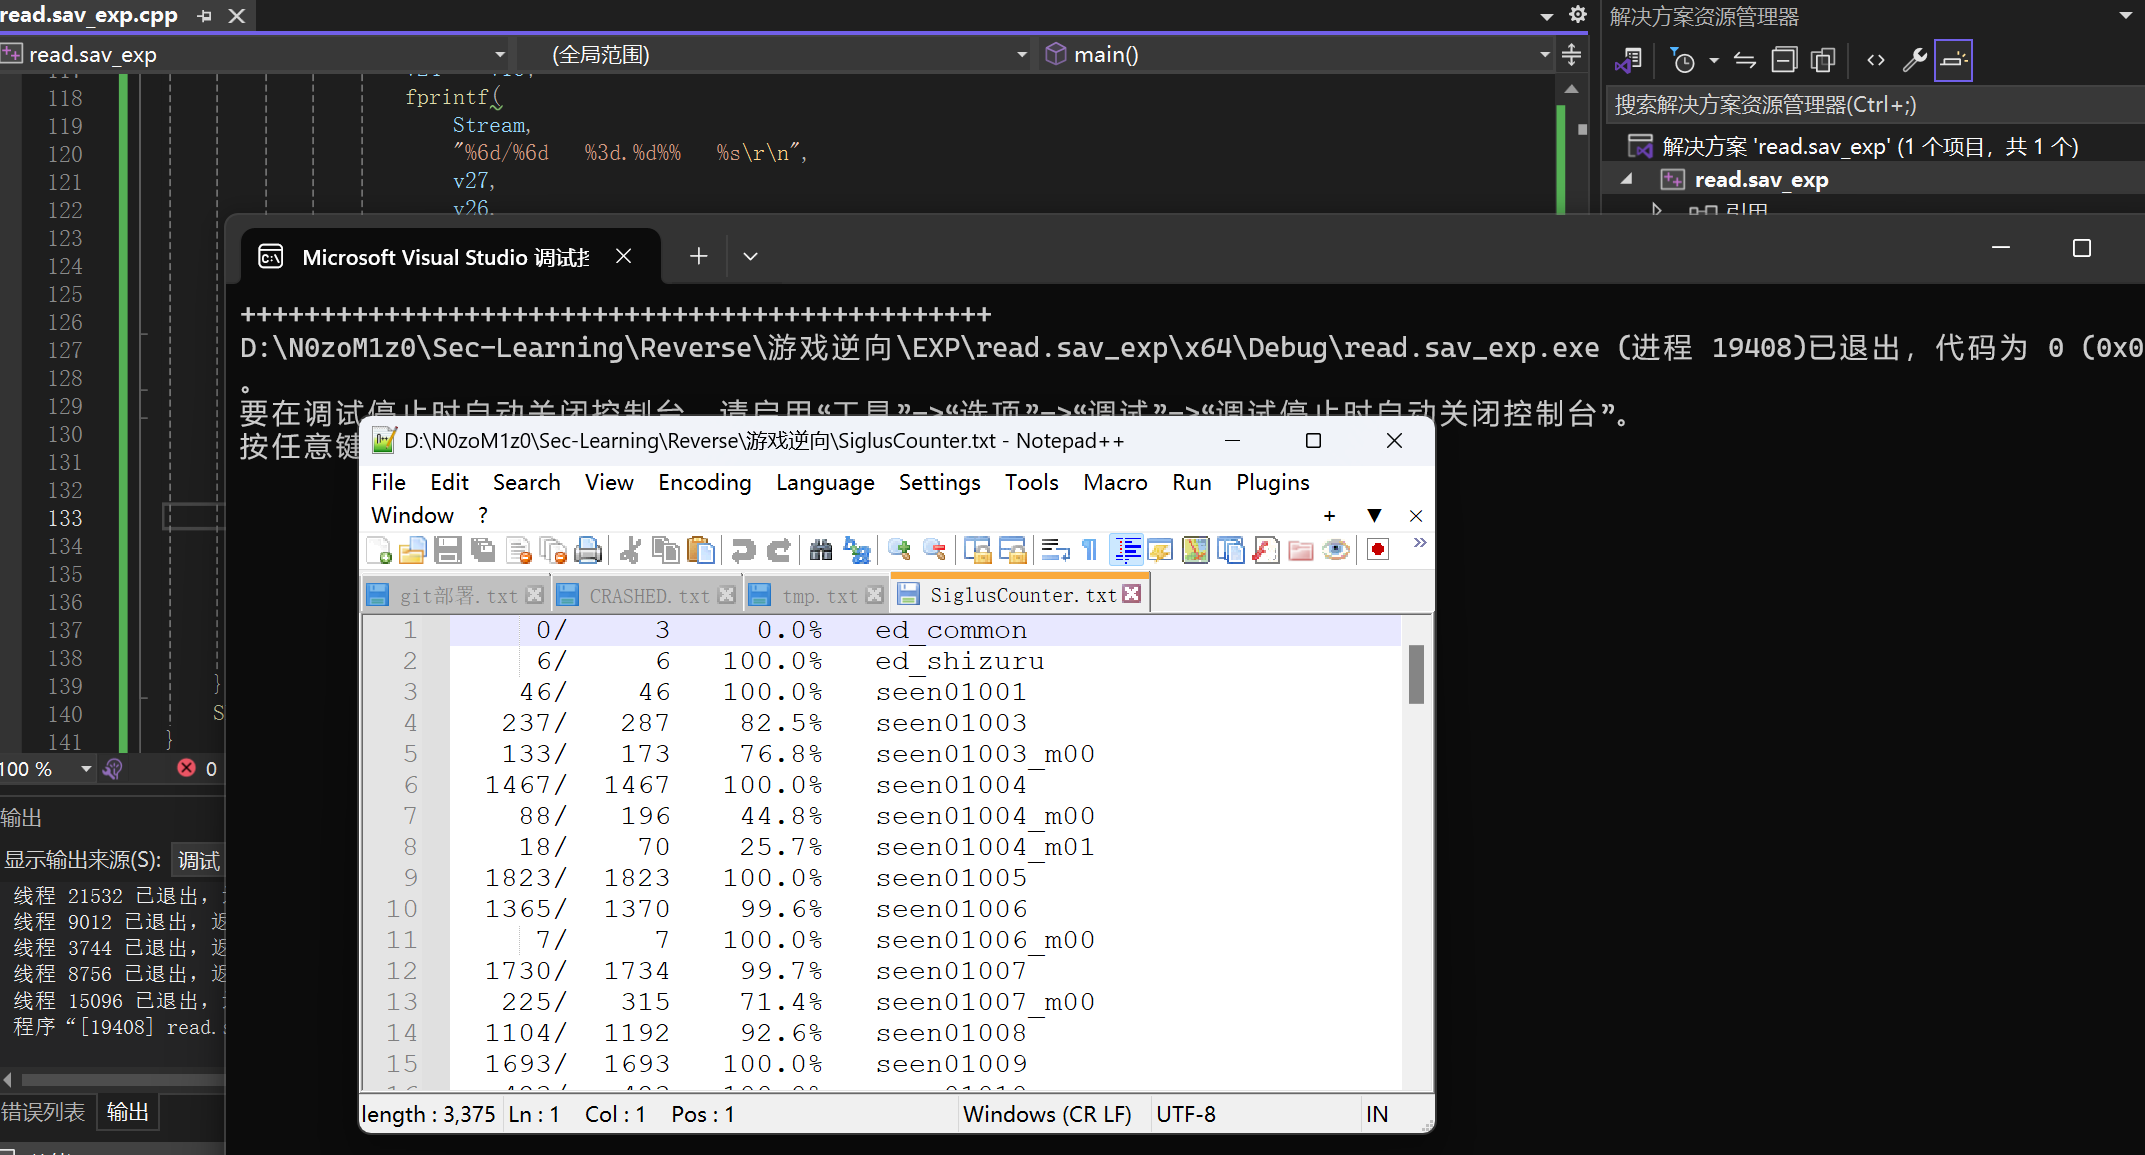 read.sav_exp.cpp
read.sav_exp
(全局范围)
main()
118
fprintf(
119
Stream,
120
"%6d/%6d   %3d.%d%%   %s\r\n",
121
v27,
122
v26,
123
124
125
126
127
128
129
130
131
132
133
134
135
136
137
138
139
}
140
S
141
}
100 %
0
解决方案资源管理器
搜索解决方案资源管理器(Ctrl+;)
解决方案 'read.sav_exp' (1 个项目，共 1 个)
read.sav_exp
引用
Microsoft Visual Studio 调试
+++++++++++++++++++++++++++++++++++++++++++++++
D:\N0zoM1z0\Sec-Learning\Reverse\游戏逆向\EXP\read.sav_exp\x64\Debug\read.sav_exp.exe (进程 19408)已退出，代码为 0 (0x0
。
要在调试停止时自动关闭控制台，请启用“工具”->“选项”->“调试”->“调试停止时自动关闭控制台”。
按任意键
D:\N0zoM1z0\Sec-Learning\Reverse\游戏逆向\SiglusCounter.txt - Notepad++
File Edit Search View Encoding Language Settings Tools Macro Run Plugins
Window ?
git部署.txt CRASHED.txt tmp.txt SiglusCounter.txt
1 0/ 3 0.0% ed_common
2 6/ 6 100.0% ed_shizuru
3 46/ 46 100.0% seen01001
4 237/ 287 82.5% seen01003
5 133/ 173 76.8% seen01003_m00
6 1467/ 1467 100.0% seen01004
7 88/ 196 44.8% seen01004_m00
8 18/ 70 25.7% seen01004_m01
9 1823/ 1823 100.0% seen01005
10 1365/ 1370 99.6% seen01006
11 7/ 7 100.0% seen01006_m00
12 1730/ 1734 99.7% seen01007
13 225/ 315 71.4% seen01007_m00
14 1104/ 1192 92.6% seen01008
15 1693/ 1693 100.0% seen01009
length : 3,375 Ln : 1 Col : 1 Pos : 1 Windows (CR LF) UTF-8 IN
输出
显示输出来源(S): 调试
线程 21532 已退出，
线程 9012 已退出，返
线程 3744 已退出，返
线程 8756 已退出，返
线程 15096 已退出，
程序“[19408] read.s
错误列表 输出